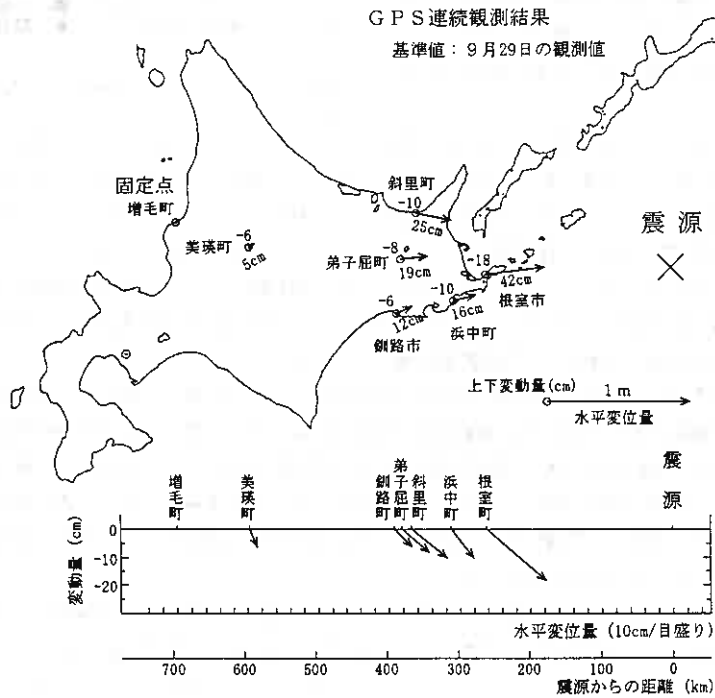 GPS連続観測結果
基準値：9月29日の観測値
固定点
増毛町
-6
美瑛町
5cm
斜里町
-10
25cm
-8
弟子屈町
19cm
-18
42cm
根室市
-10
16cm
浜中町
-6
12cm
釧路市
震源
上下変動量(cm)
1m
水平変位量
増毛町
美瑛町
釧路町
弟子屈町
斜里町
浜中町
根室町
震源
変動量 (cm)
0
-10
-20
水平変位量 (10cm/目盛り)
700 600 500 400 300 200 100 0
震源からの距離 (km)